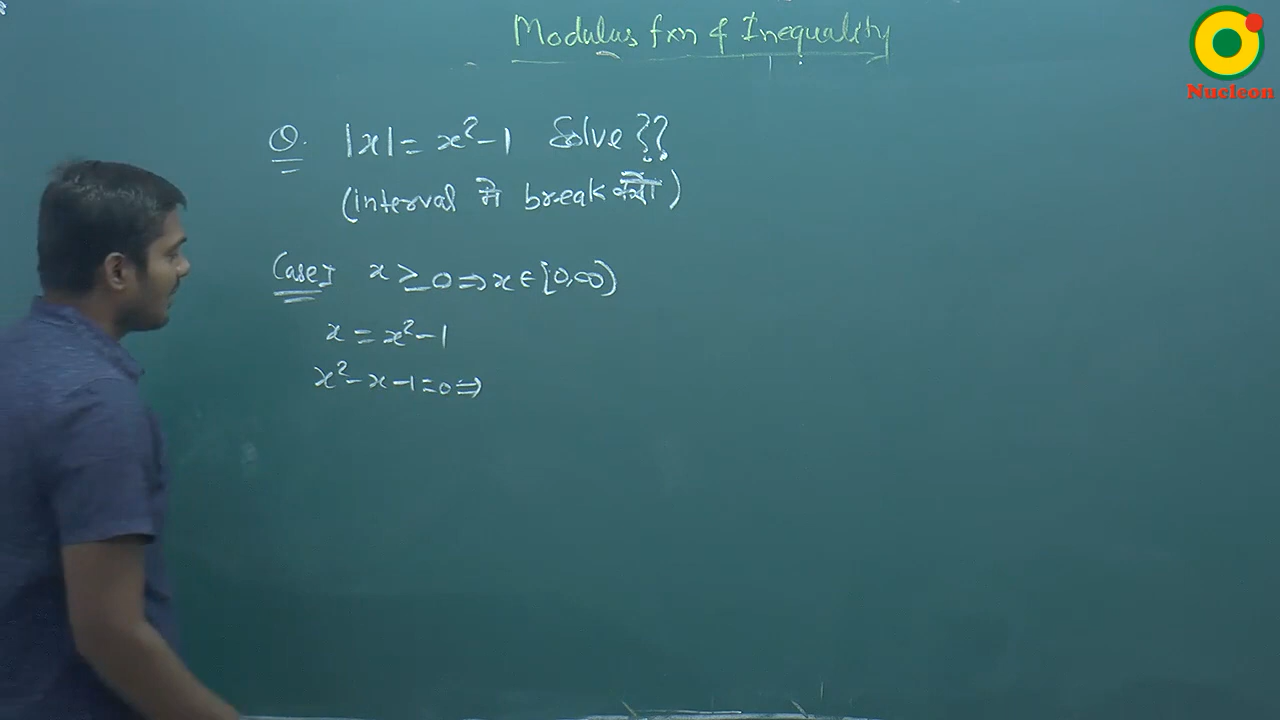 Modulus fxn & Inequality
Nucleon
Q. |x| = x²-1 Solve ??
(interval में break करो)
Case I x ≥ 0 ⇒ x ∈ [0,∞)
x = x²-1
x²-x-1=0 ⇒